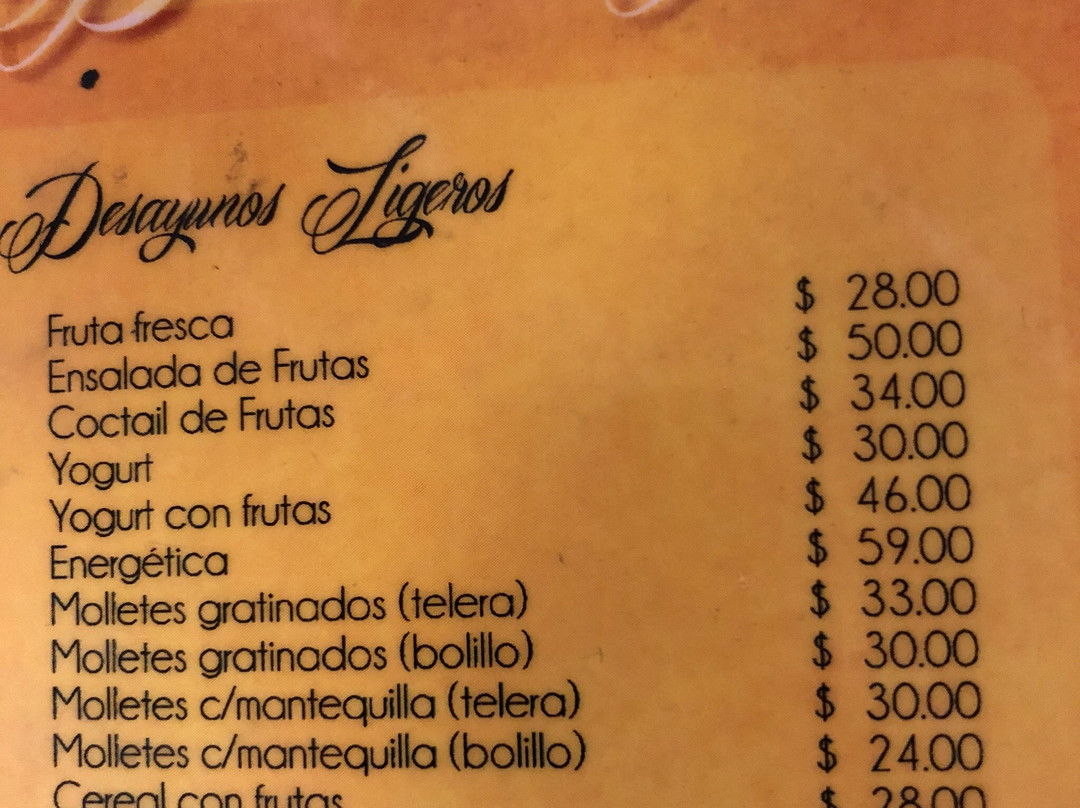 Desayunos Ligeros
Fruta fresca $ 28.00
Ensalada de Frutas $ 50.00
Coctail de Frutas $ 34.00
Yogurt $ 30.00
Yogurt con frutas $ 46.00
Energética $ 59.00
Molletes gratinados (telera) $ 33.00
Molletes gratinados (bolillo) $ 30.00
Molletes c/mantequilla (telera) $ 30.00
Molletes c/mantequilla (bolillo) $ 24.00
Cereal con frutas $ 28.00